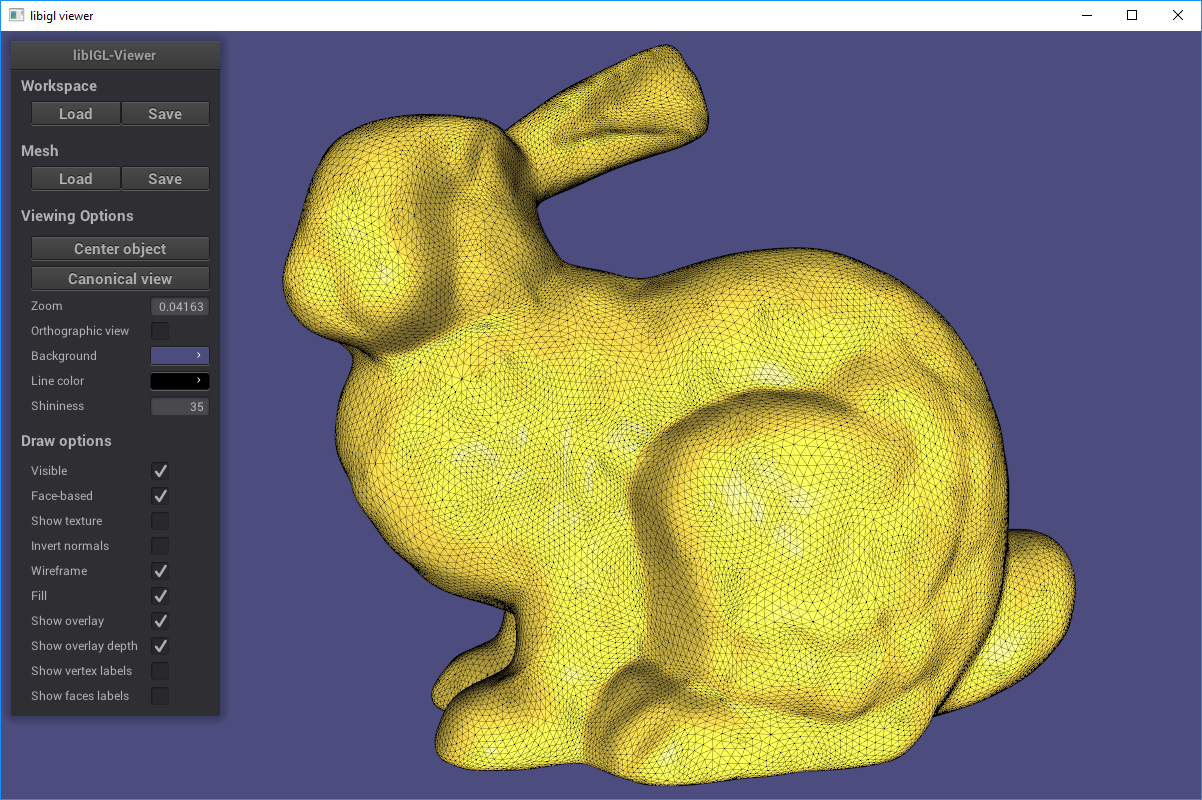 libigl viewer
libIGL-Viewer
Workspace
Load Save
Mesh
Load Save
Viewing Options
Center object
Canonical view
Zoom 0.04163
Orthographic view
Background
Line color
Shininess 35
Draw options
Visible
Face-based
Show texture
Invert normals
Wireframe
Fill
Show overlay
Show overlay depth
Show vertex labels
Show faces labels